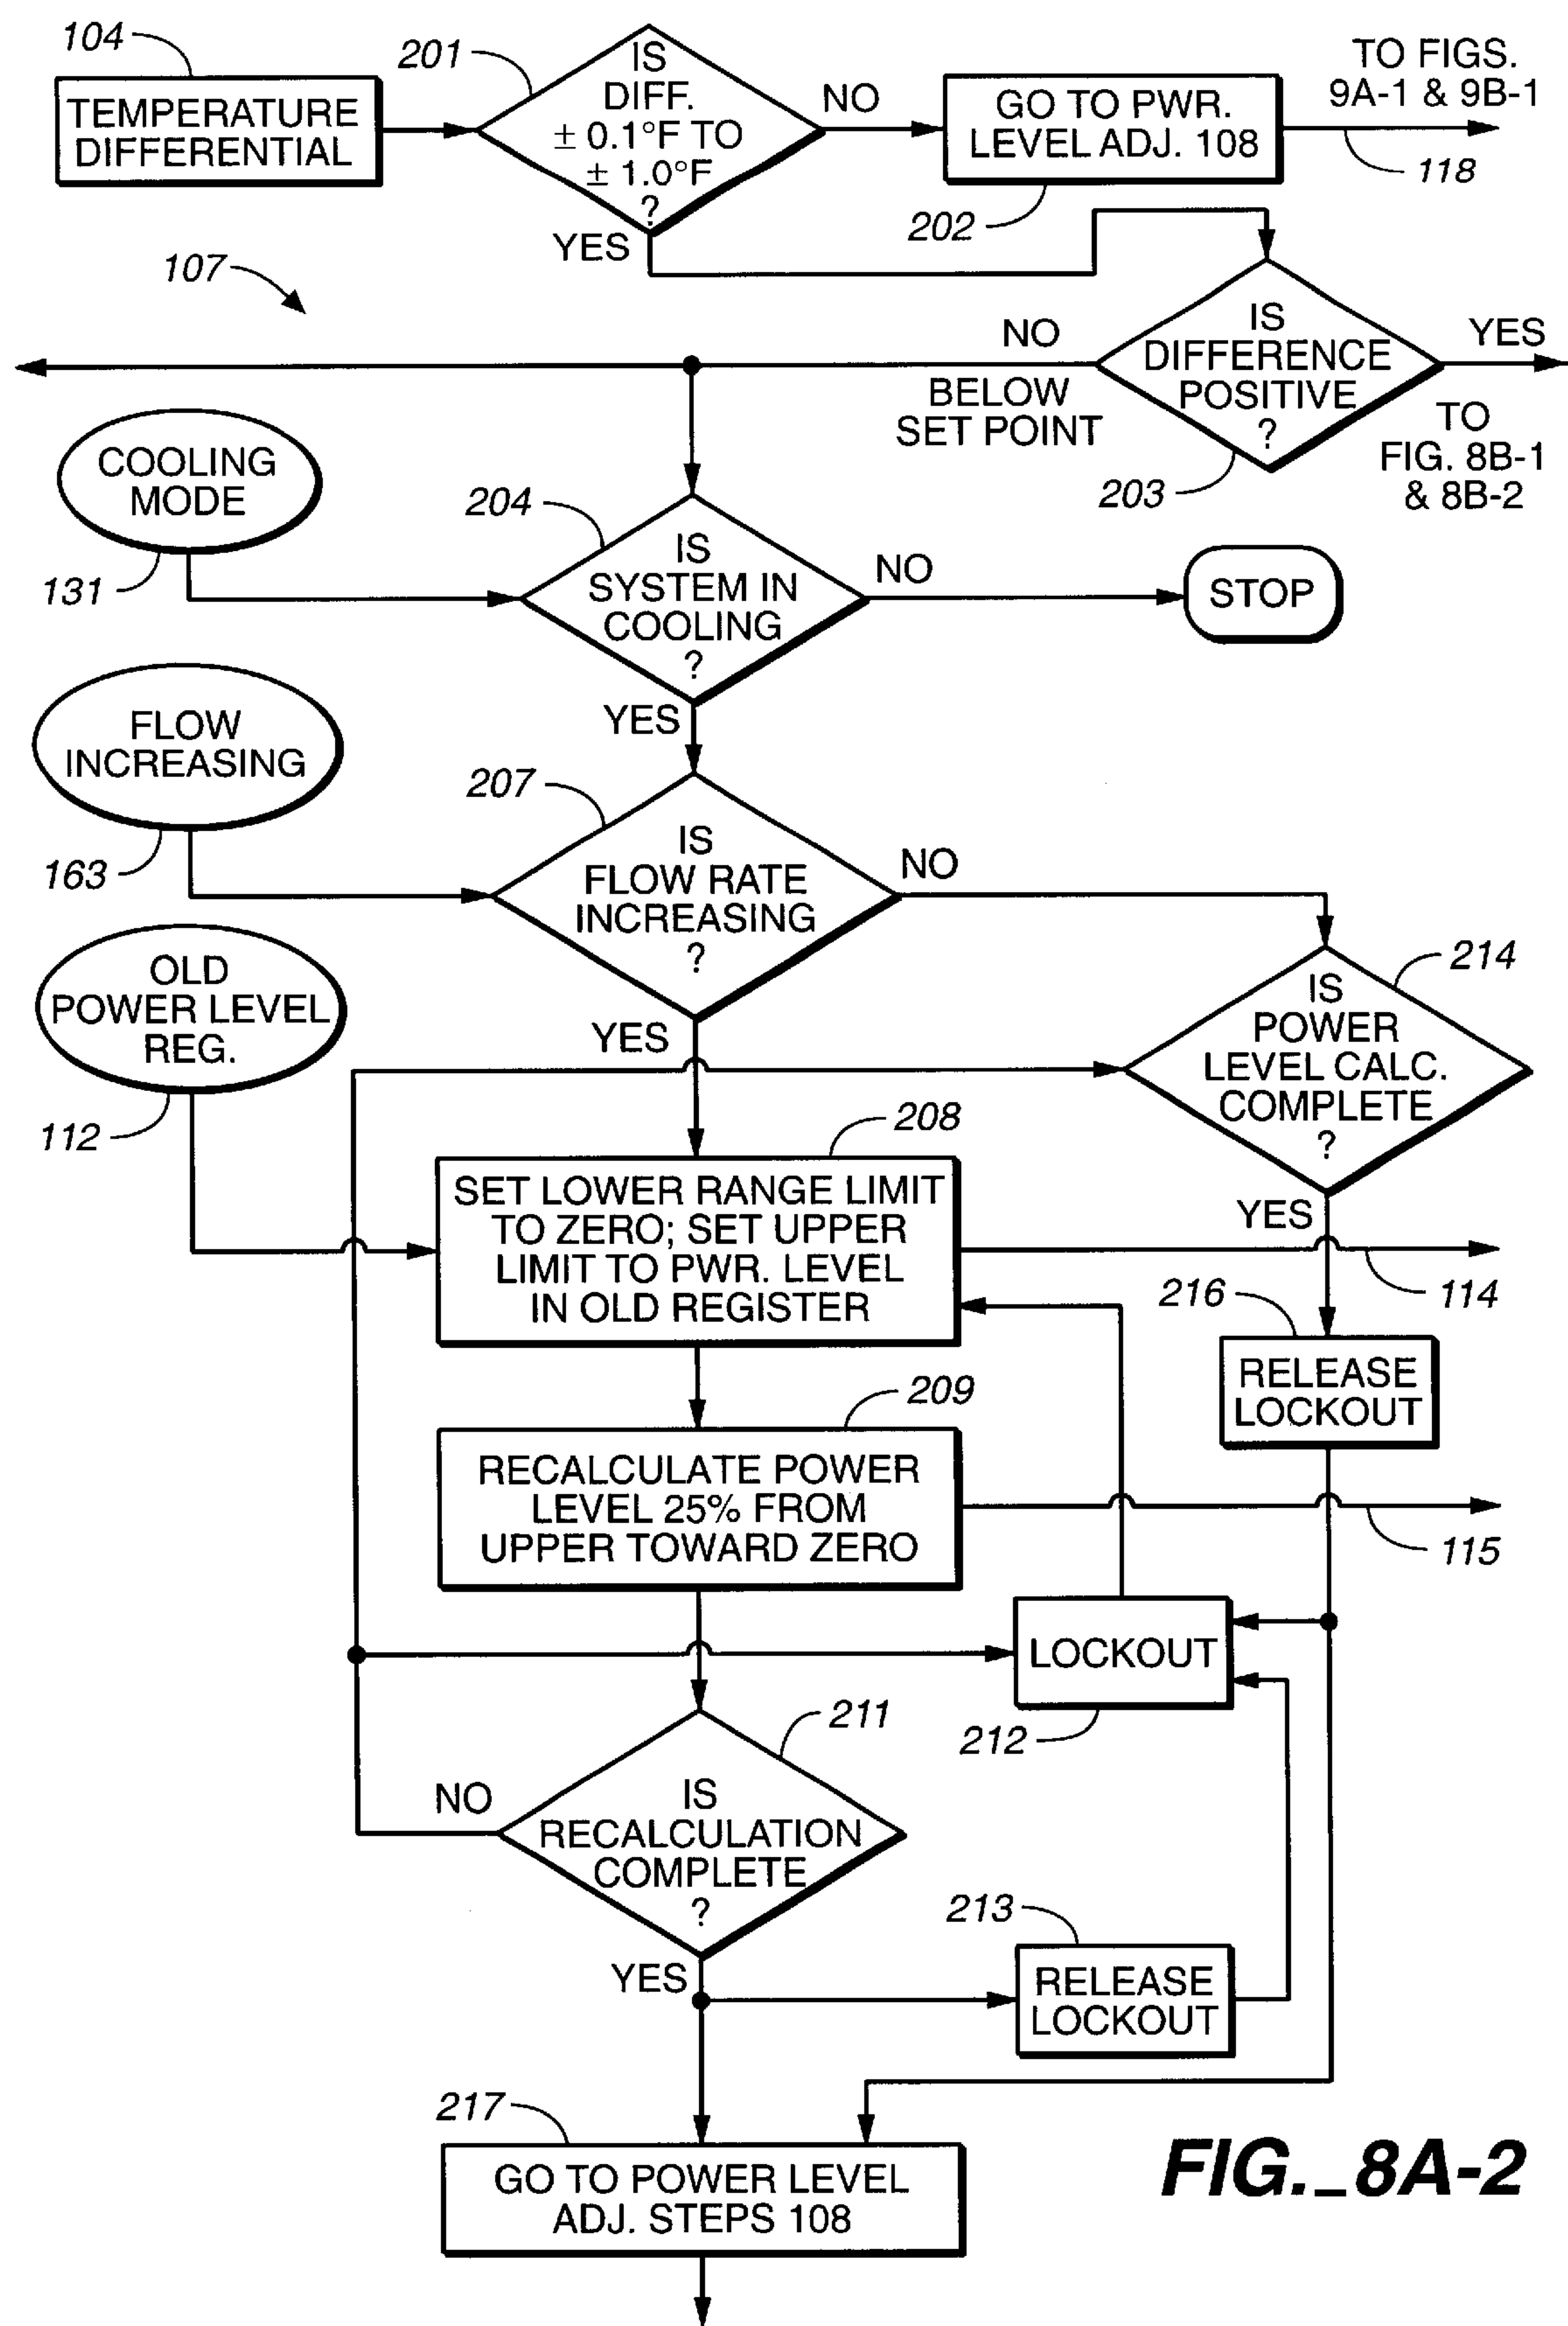 104
TEMPERATURE
DIFFERENTIAL
201
IS
DIFF.
± 0.1°F TO
± 1.0°F
?
NO
YES
GO TO PWR.
LEVEL ADJ. 108
202
TO FIGS.
9A-1 & 9B-1
118
107
NO
BELOW
SET POINT
IS
DIFFERENCE
POSITIVE
?
203
YES
TO
FIG. 8B-1
& 8B-2
COOLING
MODE
131
204
IS
SYSTEM IN
COOLING
?
NO
STOP
YES
FLOW
INCREASING
163
207
IS
FLOW RATE
INCREASING
?
NO
YES
OLD
POWER LEVEL
REG.
112
214
IS
POWER
LEVEL CALC.
COMPLETE
?
YES
208
SET LOWER RANGE LIMIT
TO ZERO; SET UPPER
LIMIT TO PWR. LEVEL
IN OLD REGISTER
114
216
RELEASE
LOCKOUT
209
RECALCULATE POWER
LEVEL 25% FROM
UPPER TOWARD ZERO
115
LOCKOUT
212
211
IS
RECALCULATION
COMPLETE
?
NO
YES
213
RELEASE
LOCKOUT
217
GO TO POWER LEVEL
ADJ. STEPS 108
FIG._8A-2